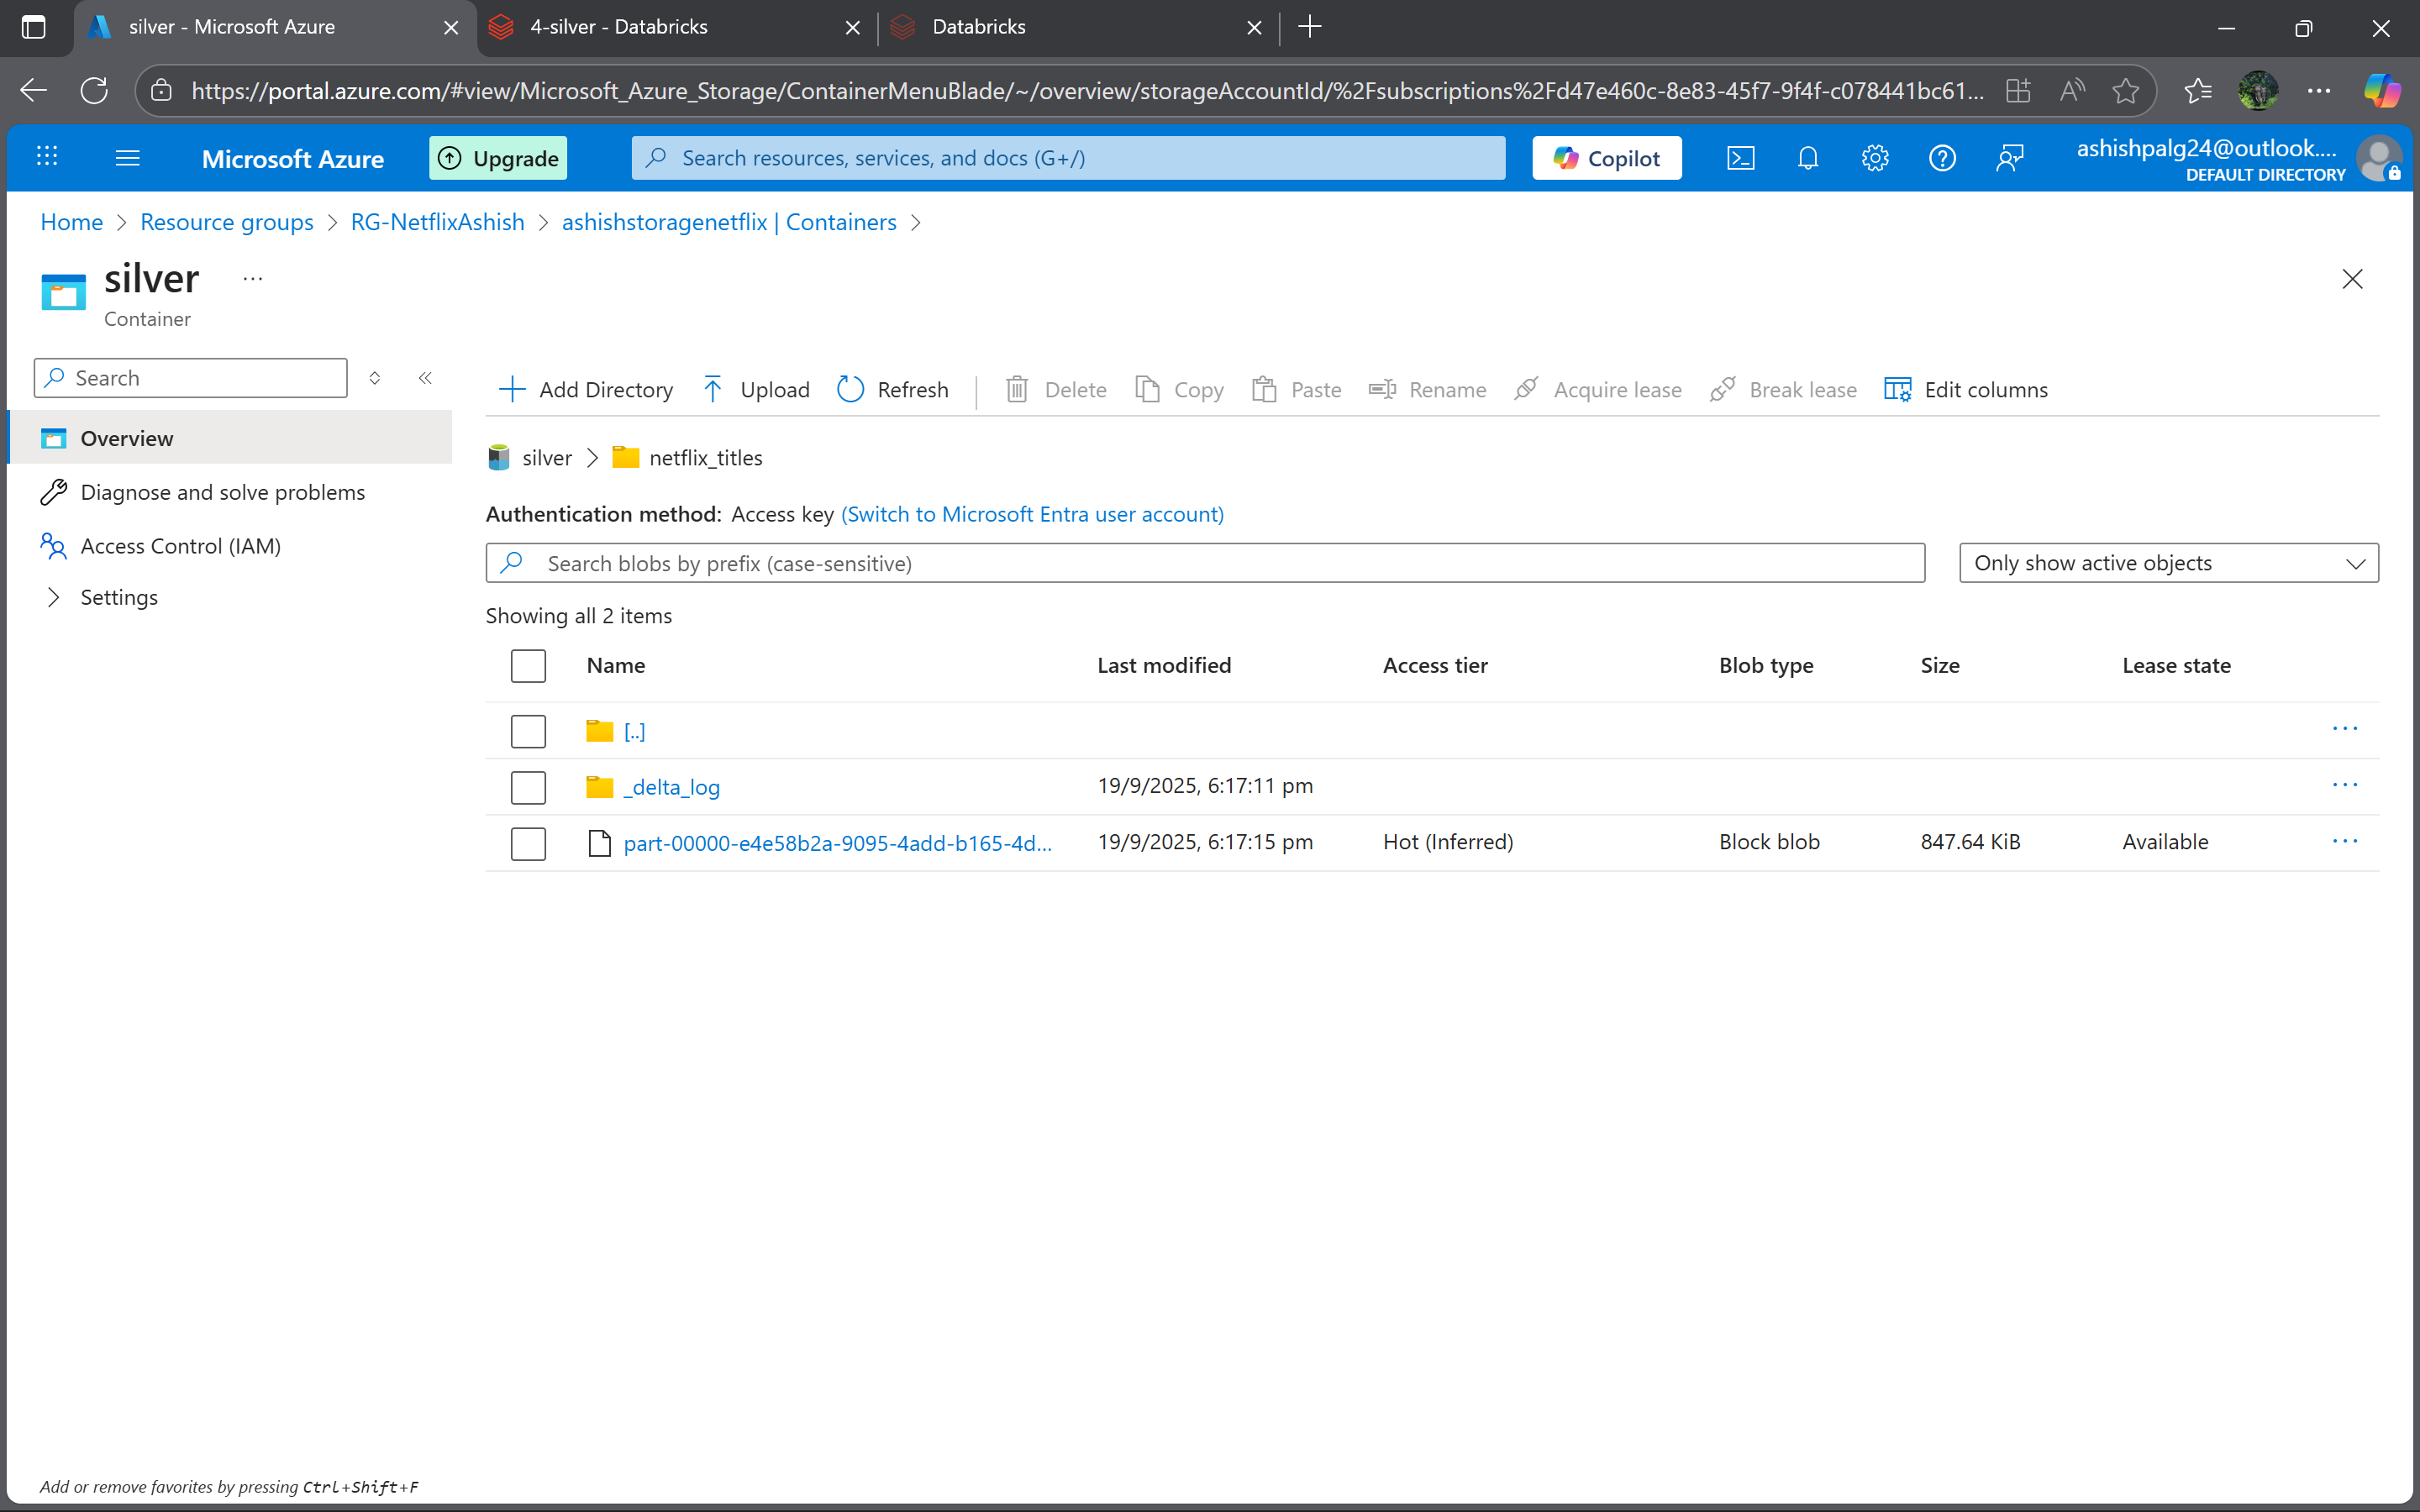 silver - Microsoft Azure
4-silver - Databricks
Databricks
https://portal.azure.com/#view/Microsoft_Azure_Storage/ContainerMenuBlade/~/overview/storageAccountId/%2Fsubscriptions%2Fd47e460c-8e83-45f7-9f4f-c078441bc61...
Microsoft Azure
Upgrade
Search resources, services, and docs (G+/)
Copilot
ashishpalg24@outlook....
DEFAULT DIRECTORY
Home > Resource groups > RG-NetflixAshish > ashishstoragenetflix | Containers >
silver ...
Container
Search
Overview
Diagnose and solve problems
Access Control (IAM)
Settings
Add Directory Upload Refresh Delete Copy Paste Rename Acquire lease Break lease Edit columns
silver > netflix_titles
Authentication method: Access key (Switch to Microsoft Entra user account)
Search blobs by prefix (case-sensitive)
Only show active objects
Showing all 2 items
Name Last modified Access tier Blob type Size Lease state
[..]
_delta_log 19/9/2025, 6:17:11 pm
part-00000-e4e58b2a-9095-4add-b165-4d... 19/9/2025, 6:17:15 pm Hot (Inferred) Block blob 847.64 KiB Available
Add or remove favorites by pressing Ctrl+Shift+F